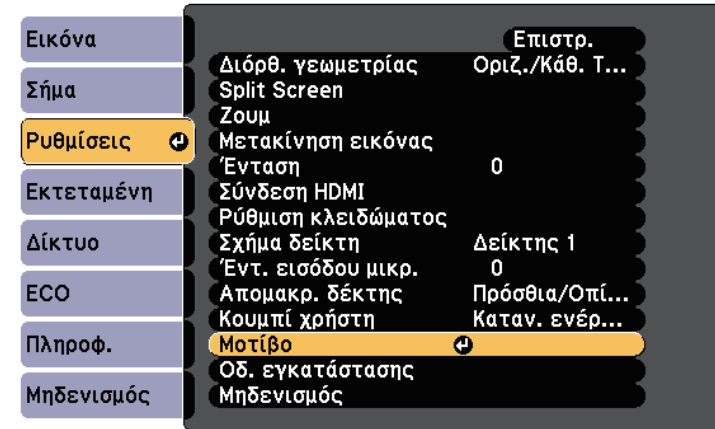 Εικόνα
Σήμα
Ρυθμίσεις
Εκτεταμένη
Δίκτυο
ECO
Πληροφ.
Μηδενισμός
Επιστρ.
Διόρθ. γεωμετρίας Οριζ./Κάθ. Τ...
Split Screen
Ζουμ
Μετακίνηση εικόνας
Ένταση 0
Σύνδεση HDMI
Ρύθμιση κλειδώματος
Σχήμα δείκτη Δείκτης 1
Έντ. εισόδου μικρ. 0
Απομακρ. δέκτης Πρόσθια/Οπί...
Κουμπί χρήστη Καταν. ενέρ...
Μοτίβο
Οδ. εγκατάστασης
Μηδενισμός